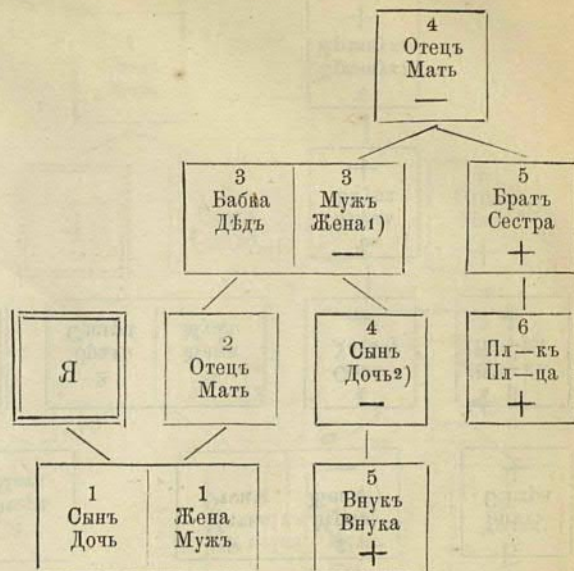 4
Отецъ
Мать
—
3
Бабка
Дѣдъ
3
Мужъ
Жена1)
—
5
Братъ
Сестра
+
Я
2
Отецъ
Мать
4
Сынъ
Дочь2)
—
6
Пл—къ
Пл—ца
+
1
Сынъ
Дочь
1
Жена
Мужъ
5
Внукъ
Внука
+